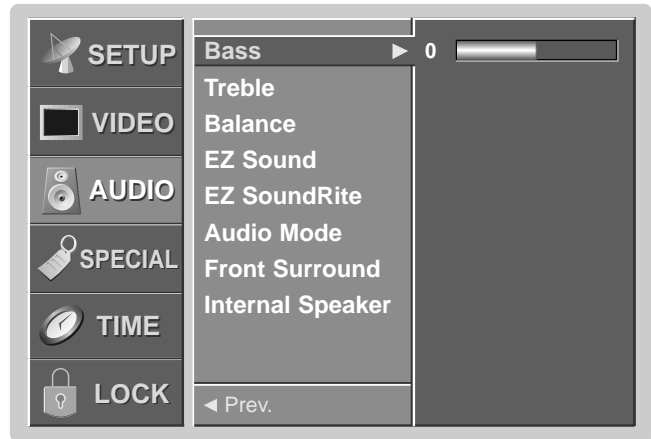 SETUP
VIDEO
AUDIO
SPECIAL
TIME
LOCK
Bass ► 0
Treble
Balance
EZ Sound
EZ SoundRite
Audio Mode
Front Surround
Internal Speaker
◄ Prev.